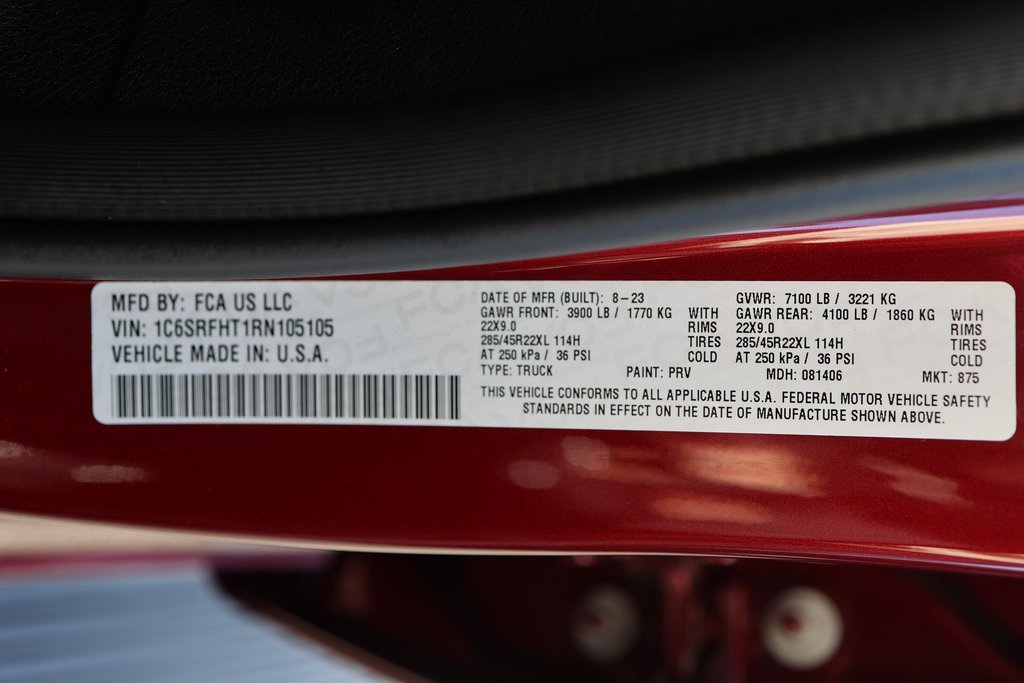 MFD BY: FCA US LLC
VIN: 1C6SRFHT1RN105105
VEHICLE MADE IN: U.S.A.
DATE OF MFR (BUILT): 8-23
GAWR FRONT: 3900 LB / 1770 KG WITH
22X9.0 RIMS
285/45R22XL 114H TIRES
AT 250 kPa / 36 PSI COLD
GVWR: 7100 LB / 3221 KG
GAWR REAR: 4100 LB / 1860 KG WITH
22X9.0 RIMS
285/45R22XL 114H TIRES
AT 250 kPa / 36 PSI COLD
TYPE: TRUCK PAINT: PRV MDH: 081406 MKT: 875
THIS VEHICLE CONFORMS TO ALL APPLICABLE U.S.A. FEDERAL MOTOR VEHICLE SAFETY
STANDARDS IN EFFECT ON THE DATE OF MANUFACTURE SHOWN ABOVE.